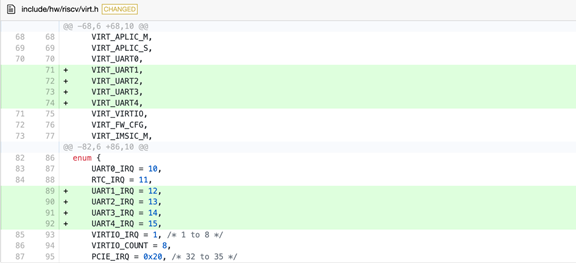 include/hw/riscv/virt.h CHANGED
@@ -68,6 +68,10 @@
68 68 VIRT_APLIC_M,
69 69 VIRT_APLIC_S,
70 70 VIRT_UART0,
71 + VIRT_UART1,
72 + VIRT_UART2,
73 + VIRT_UART3,
74 + VIRT_UART4,
71 75 VIRT_VIRTIO,
72 76 VIRT_FW_CFG,
73 77 VIRT_IMSIC_M,
@@ -82,6 +86,10 @@
82 86 enum {
83 87 UART0_IRQ = 10,
84 88 RTC_IRQ = 11,
89 + UART1_IRQ = 12,
90 + UART2_IRQ = 13,
91 + UART3_IRQ = 14,
92 + UART4_IRQ = 15,
85 93 VIRTIO_IRQ = 1, /* 1 to 8 */
86 94 VIRTIO_COUNT = 8,
87 95 PCIE_IRQ = 0x20, /* 32 to 35 */